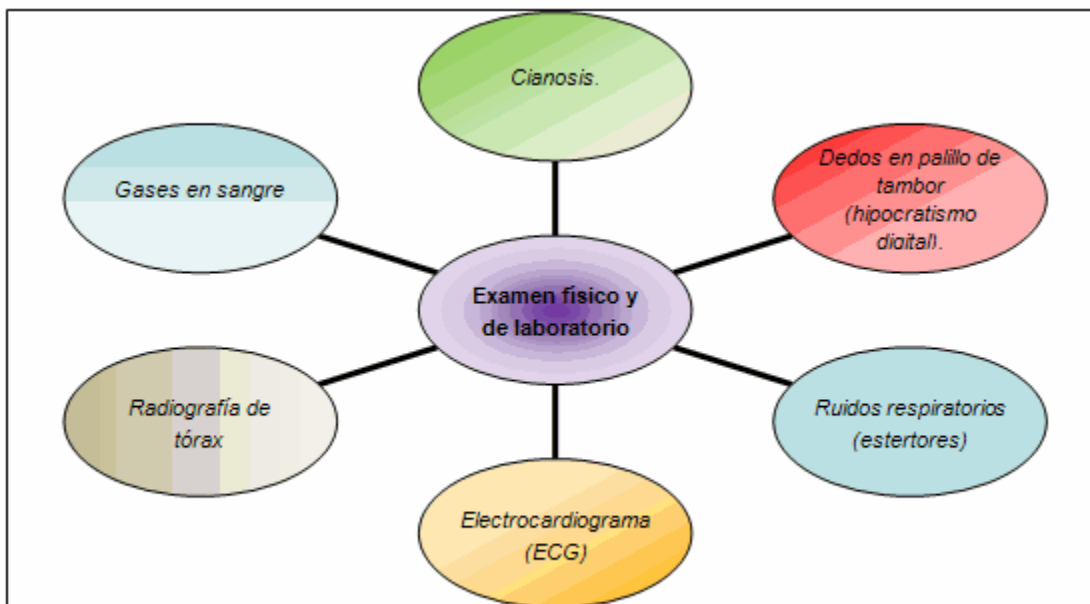 Cianosis.
Dedos en palillo de
tambor
(hipocratismo
digital).
Gases en sangre
Examen físico y
de laboratorio
Radiografía de
tórax
Ruidos respiratorios
(estertores)
Electrocardiograma
(ECG)